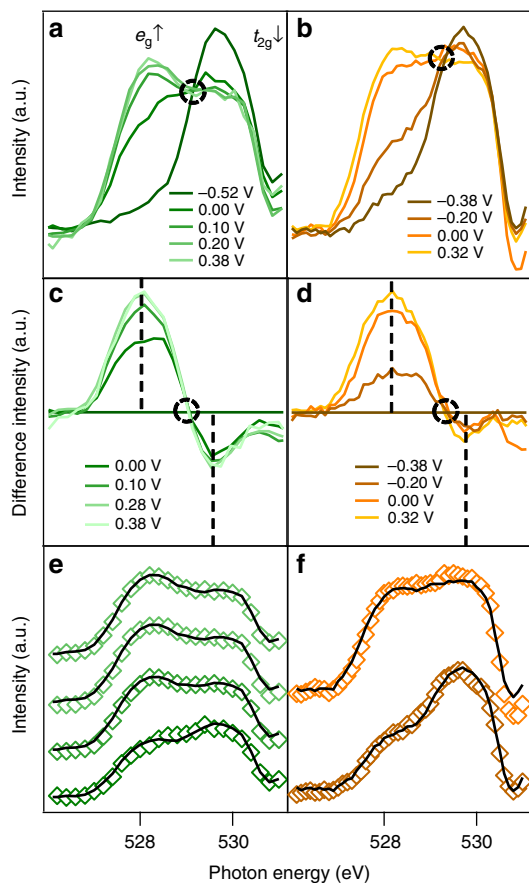 a
e_g↑
t_2g↓
−0.52 V
0.00 V
0.10 V
0.20 V
0.38 V
Intensity (a.u.)
b
−0.38 V
−0.20 V
0.00 V
0.32 V
c
0.00 V
0.10 V
0.28 V
0.38 V
Difference intensity (a.u.)
d
−0.38 V
−0.20 V
0.00 V
0.32 V
e
Intensity (a.u.)
f
528
530
528
530
Photon energy (eV)